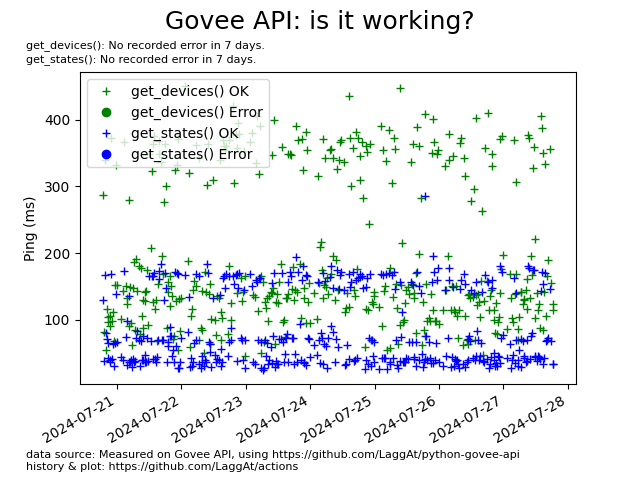 Govee API: is it working?
get_devices(): No recorded error in 7 days.
get_states(): No recorded error in 7 days.
get_devices() OK
get_devices() Error
get_states() OK
get_states() Error
Ping (ms)
400
300
200
100
2024-07-21
2024-07-22
2024-07-23
2024-07-24
2024-07-25
2024-07-26
2024-07-27
2024-07-28
data source: Measured on Govee API, using https://github.com/LaggAt/python-govee-api
history & plot: https://github.com/LaggAt/actions